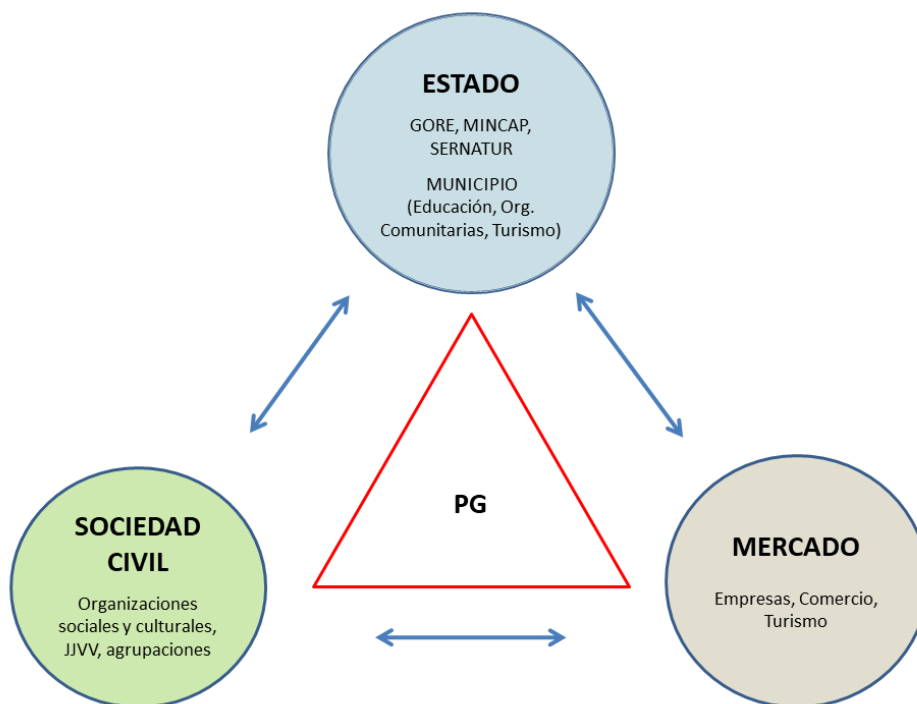 ESTADO
GORE, MINCAP,
SERNATUR
MUNICIPIO
(Educación, Org.
Comunitarias, Turismo)
PG
SOCIEDAD
CIVIL
Organizaciones
sociales y culturales,
JJVV, agrupaciones
MERCADO
Empresas, Comercio,
Turismo